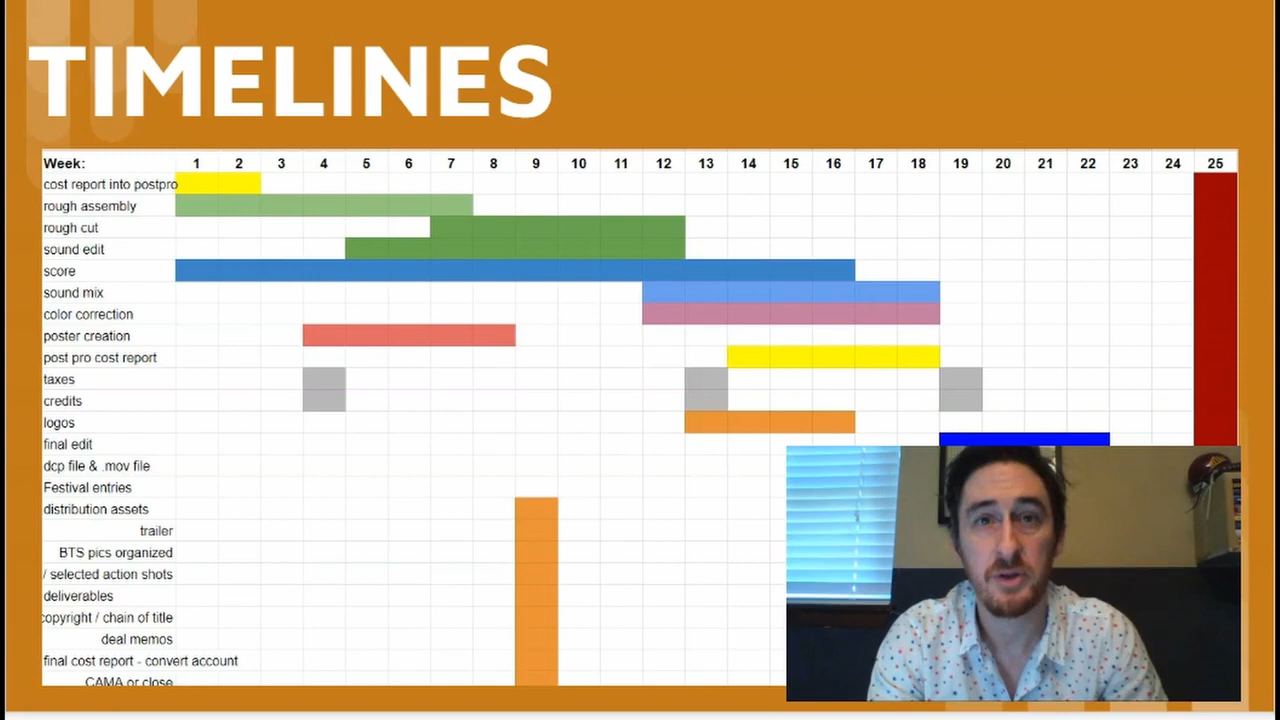 TIMELINES
Week: 1 2 3 4 5 6 7 8 9 10 11 12 13 14 15 16 17 18 19 20 21 22 23 24 25
cost report into postpro
rough assembly
rough cut
sound edit
score
sound mix
color correction
poster creation
post pro cost report
taxes
credits
logos
final edit
dcp file & .mov file
Festival entries
distribution assets
trailer
BTS pics organized
/ selected action shots
deliverables
copyright / chain of title
deal memos
final cost report - convert account
CAMA or close